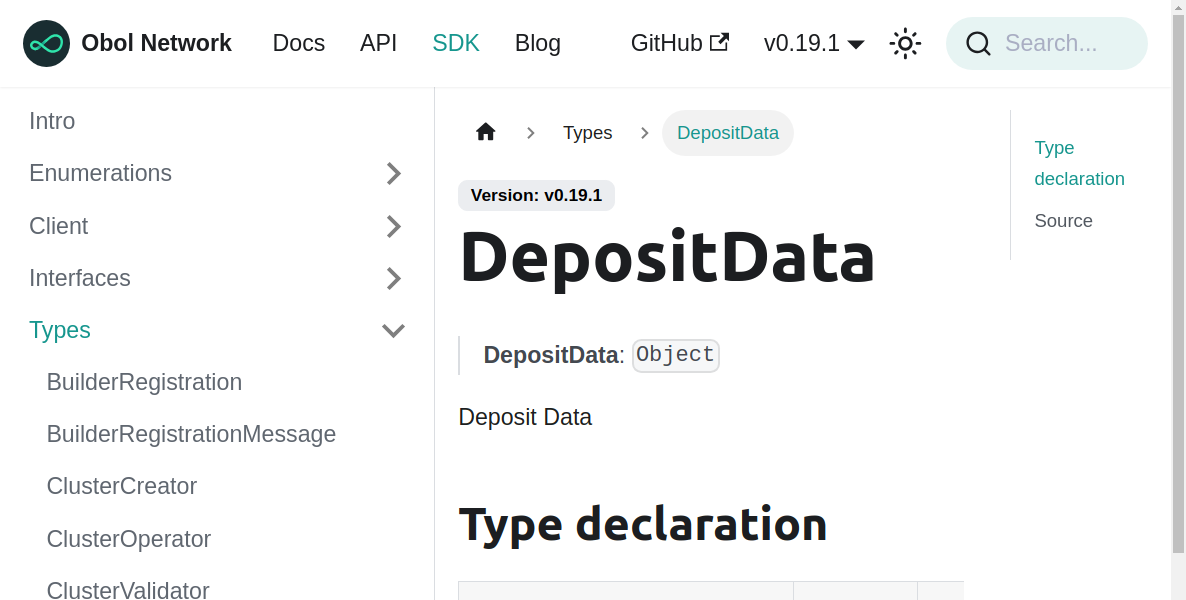 Obol Network Docs API SDK Blog GitHub v0.19.1 Search...
Intro
Enumerations
Client
Interfaces
Types
BuilderRegistration
BuilderRegistrationMessage
ClusterCreator
ClusterOperator
ClusterValidator
Types DepositData
Version: v0.19.1
DepositData
DepositData: Object
Deposit Data
Type declaration
Type
declaration
Source